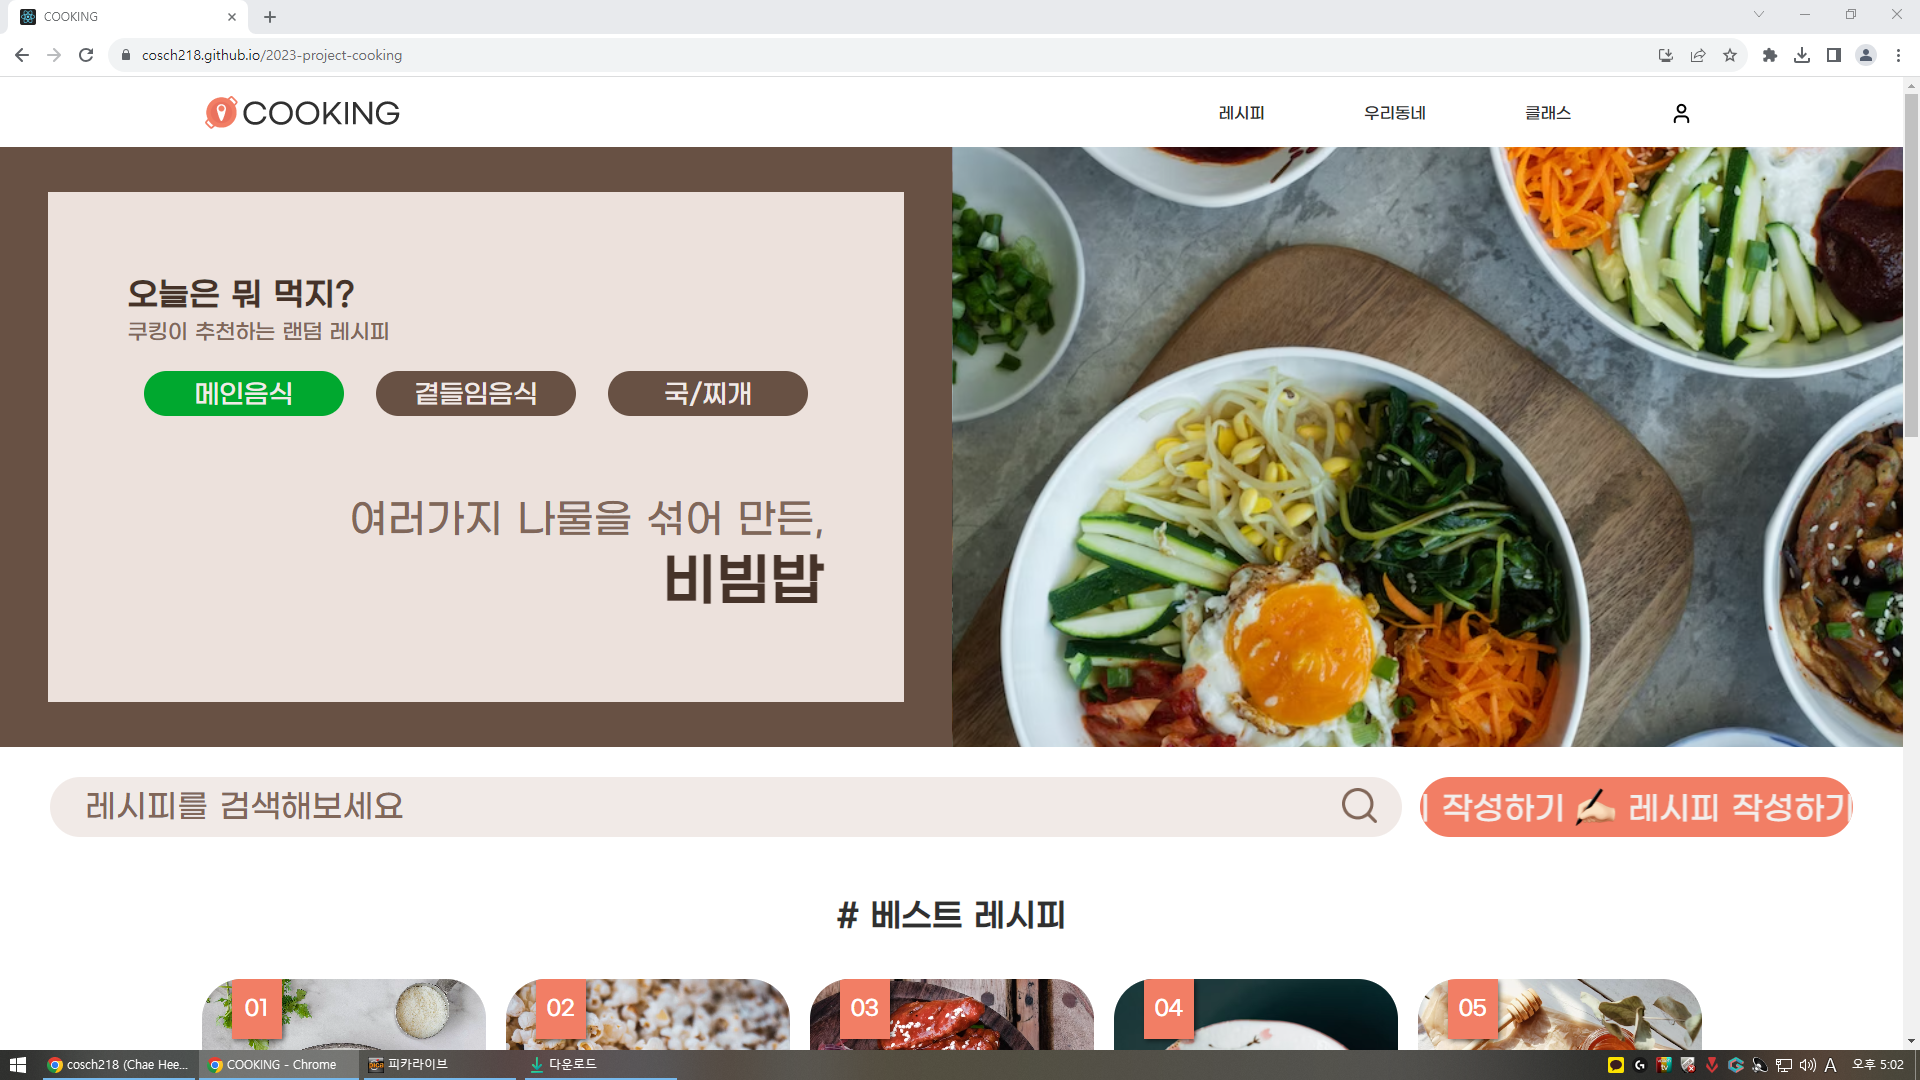 COOKING
cosch218.github.io/2023-project-cooking
COOKING
레시피
우리동네
클래스
오늘은 뭐 먹지?
쿠킹이 추천하는 랜덤 레시피
메인음식
곁들임음식
국/찌개
여러가지 나물을 섞어 만든,
비빔밥
레시피를 검색해보세요
작성하기 ✍🏻 레시피 작성하기
# 베스트 레시피
01
02
03
04
05
cosch218 (Chae Hee...
COOKING - Chrome
피카라이브
다운로드
A
오후 5:02